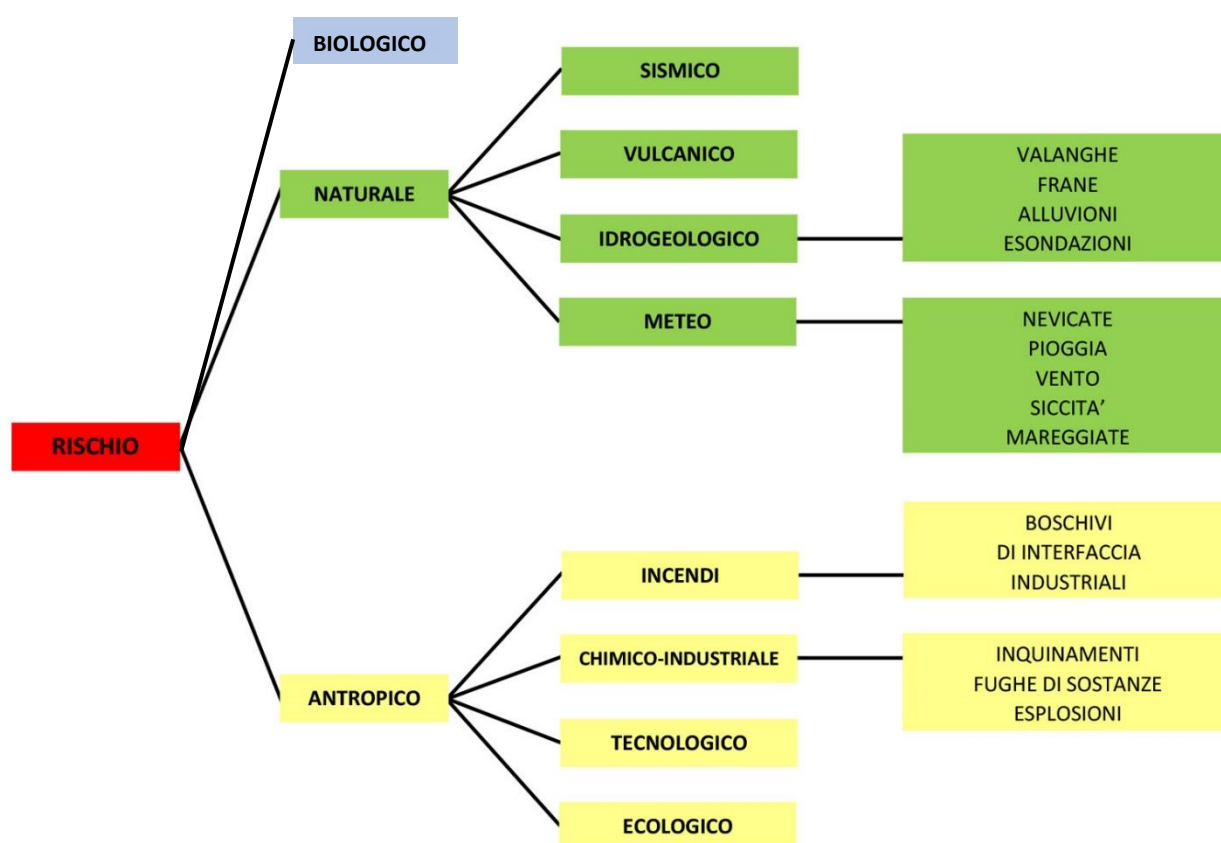 BIOLOGICO
SISMICO
VULCANICO
NATURALE
IDROGEOLOGICO
METEO
VALANGHE
FRANE
ALLUVIONI
ESONDAZIONI
NEVICATE
PIOGGIA
VENTO
SICCITA’
MAREGGIATE
RISCHIO
INCENDI
BOSCHIVI
DI INTERFACCIA
INDUSTRIALI
CHIMICO-INDUSTRIALE
INQUINAMENTI
FUGHE DI SOSTANZE
ESPLOSIONI
ANTROPICO
TECNOLOGICO
ECOLOGICO